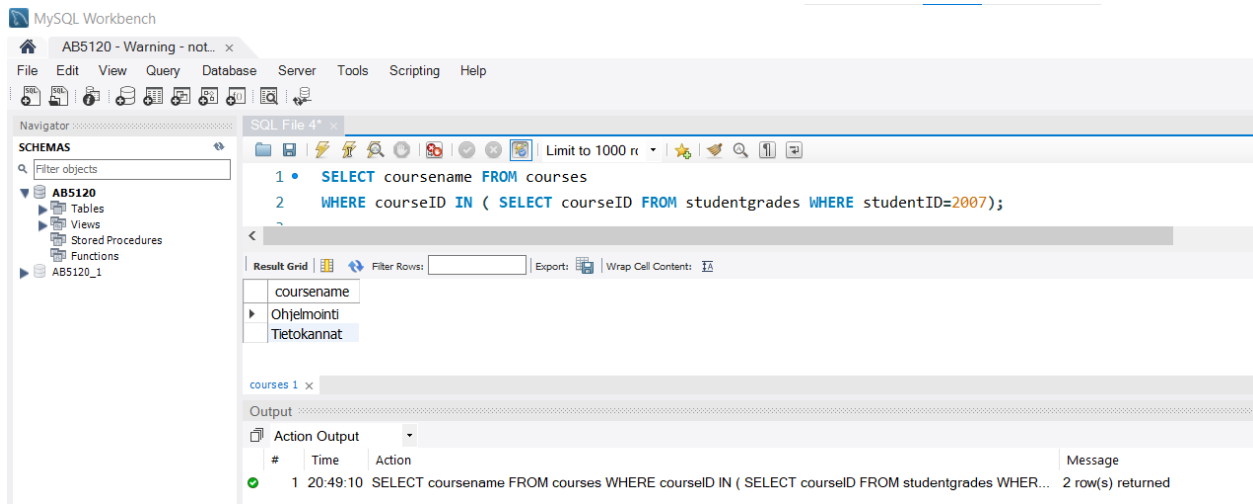 MySQL Workbench
AB5120 - Warning - not... ×
File Edit View Query Database Server Tools Scripting Help
Navigator
SCHEMAS
Filter objects
AB5120
Tables
Views
Stored Procedures
Functions
AB5120_1
SQL File 4* ×
Limit to 1000 rc
1 SELECT coursename FROM courses
2 WHERE courseID IN ( SELECT courseID FROM studentgrades WHERE studentID=2007);
Result Grid Filter Rows: Export: Wrap Cell Content:
coursename
Ohjelmointi
Tietokannat
courses 1 ×
Output
Action Output
# Time Action Message
1 20:49:10 SELECT coursename FROM courses WHERE courseID IN ( SELECT courseID FROM studentgrades WHER... 2 row(s) returned